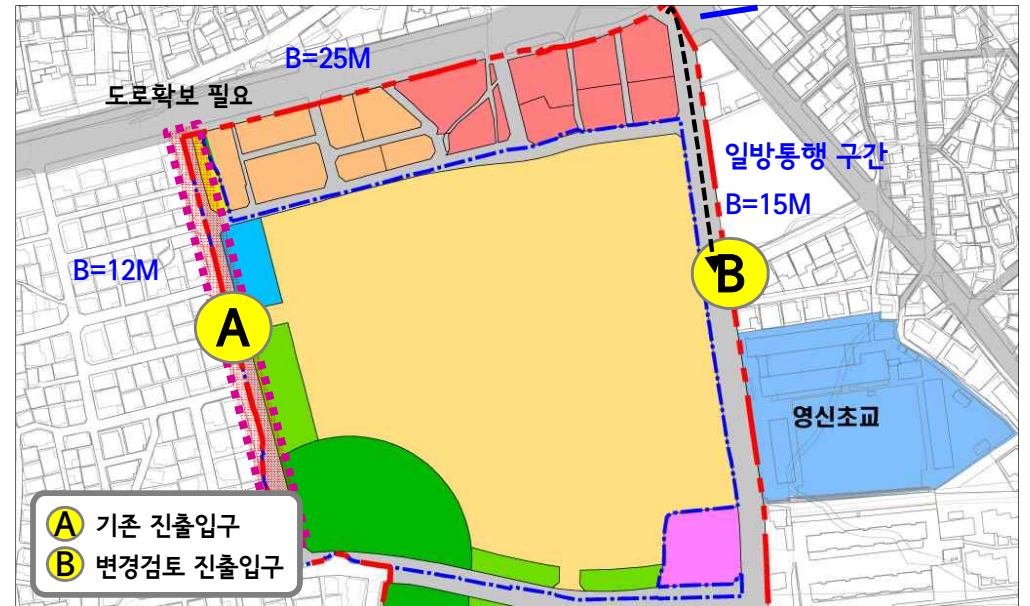 B=25M
도로확보 필요
일방통행 구간
B=15M
B=12M
B
A
영신초교
A 기존 진출입구
B 변경검토 진출입구